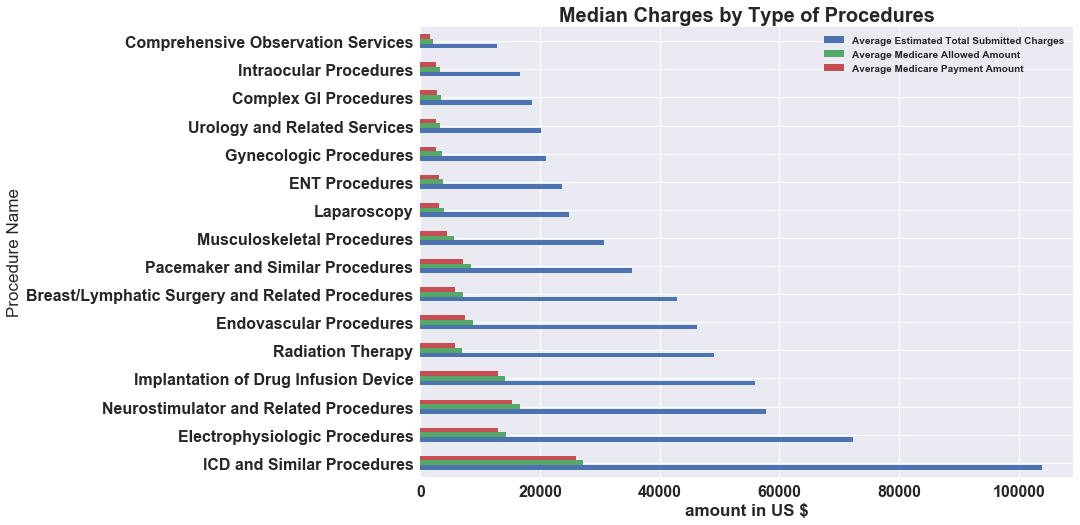 Median Charges by Type of Procedures
Average Estimated Total Submitted Charges
Average Medicare Allowed Amount
Average Medicare Payment Amount
Procedure Name
Comprehensive Observation Services
Intraocular Procedures
Complex GI Procedures
Urology and Related Services
Gynecologic Procedures
ENT Procedures
Laparoscopy
Musculoskeletal Procedures
Pacemaker and Similar Procedures
Breast/Lymphatic Surgery and Related Procedures
Endovascular Procedures
Radiation Therapy
Implantation of Drug Infusion Device
Neurostimulator and Related Procedures
Electrophysiologic Procedures
ICD and Similar Procedures
0 20000 40000 60000 80000 100000
amount in US $